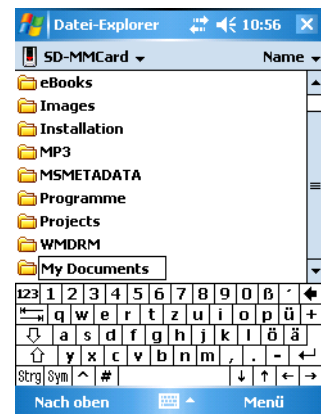 Datei-Explorer 10:56
SD-MMCard Name
eBooks
Images
Installation
MP3
MSMETADATA
Programme
Projects
WMDRM
My Documents
123 1 2 3 4 5 6 7 8 9 0 ß ´
q w e r t z u i o p ü +
a s d f g h j k l ö ä
y x c v b n m , . -
Strg Sym ^ # ↓ ↑ ← →
Nach oben Menü